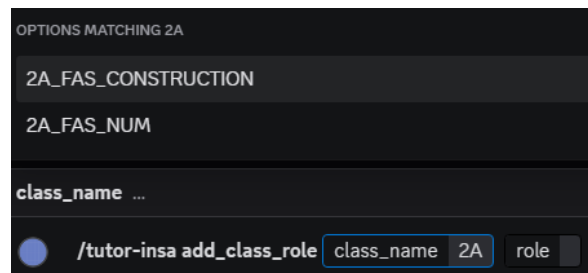 OPTIONS MATCHING 2A
2A_FAS_CONSTRUCTION
2A_FAS_NUM
class_name ...
/tutor-insa add_class_role class_name 2A role